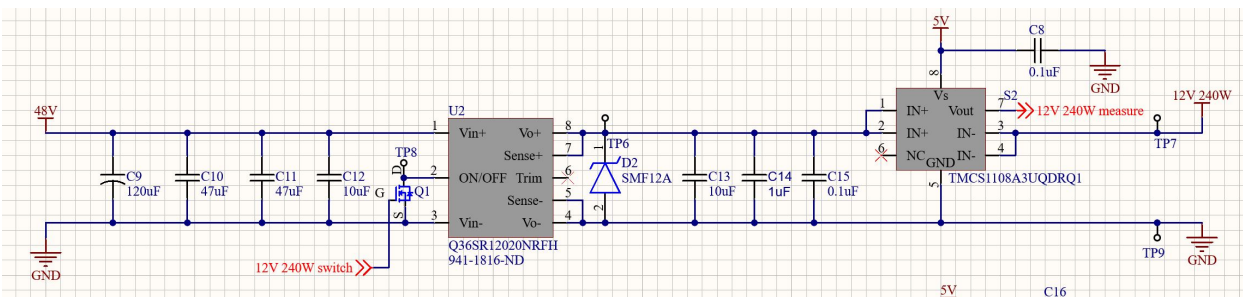 48V
C9
120uF
C10
47uF
C11
47uF
C12
10uF
GND
TP8
D
G
Q1
S
12V 240W switch
U2
1 Vin+
2 ON/OFF
3 Vin-
Vo+ 8
Sense+ 7
Trim 6
Sense- 5
Vo- 4
Q36SR12020NRFH
941-1816-ND
TP6
1
D2
SMF12A
2
C13
10uF
C14
1uF
C15
0.1uF
5V
C8
0.1uF
GND
8
Vs
S2
1 IN+
2 IN+
6 NC
GND
5
Vout 7
IN- 3
IN- 4
12V 240W measure
TMCS1108A3UQDRQ1
12V 240W
TP7
TP9
GND
5V
C16